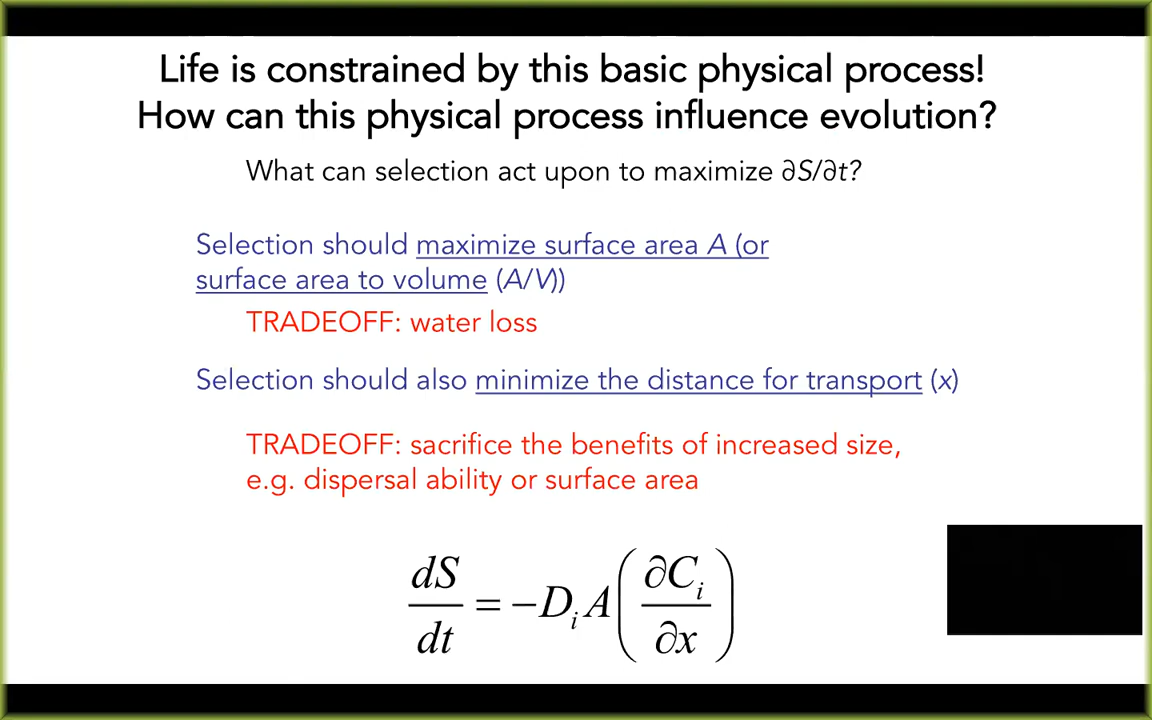 Life is constrained by this basic physical process!
How can this physical process influence evolution?
What can selection act upon to maximize ∂S/∂t?
Selection should maximize surface area A (or
surface area to volume (A/V))
TRADEOFF: water loss
Selection should also minimize the distance for transport (x)
TRADEOFF: sacrifice the benefits of increased size,
e.g. dispersal ability or surface area
dS/dt = −D_i A (∂C_i/∂x)